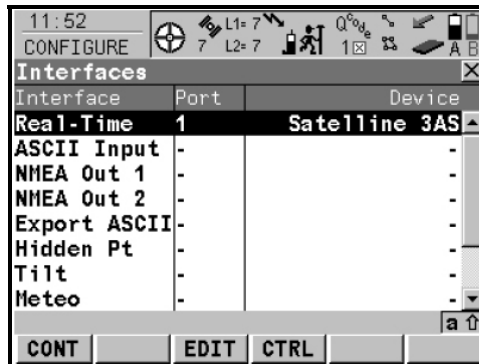 11:52
CONFIGURE
7 L1= 7
L2= 7
Qcode
1
A B
Interfaces
Interface Port Device
Real-Time 1 Satelline 3AS
ASCII Input - -
NMEA Out 1 - -
NMEA Out 2 - -
Export ASCII - -
Hidden Pt - -
Tilt - -
Meteo - -
a
CONT EDIT CTRL